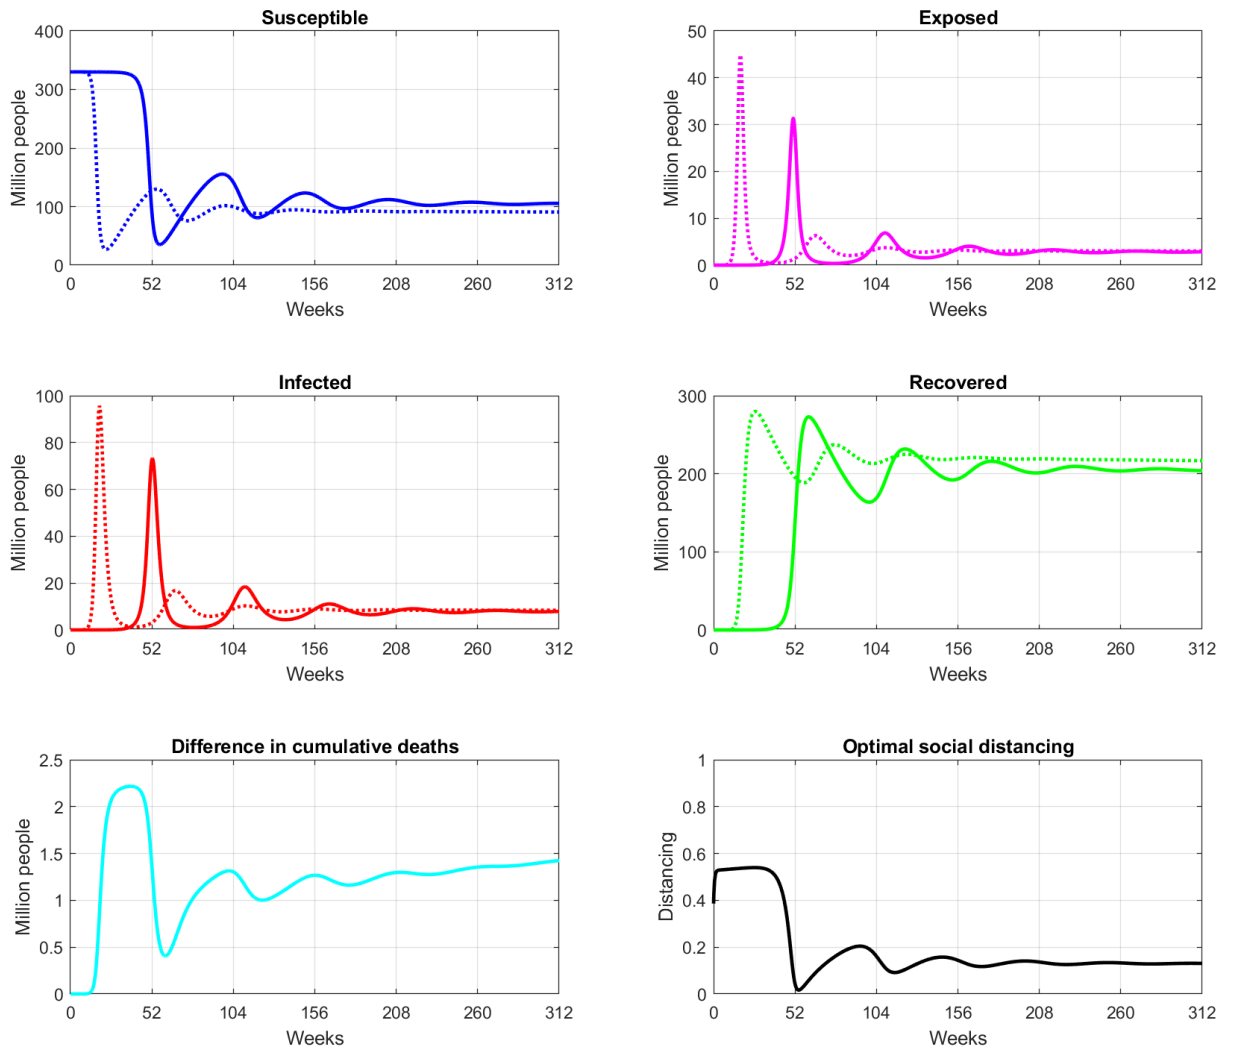 Susceptible
400
300
200
100
0
Million people
0 52 104 156 208 260 312
Weeks
Exposed
50
40
30
20
10
0
Million people
0 52 104 156 208 260 312
Weeks
Infected
100
80
60
40
20
0
Million people
0 52 104 156 208 260 312
Weeks
Recovered
300
200
100
0
Million people
0 52 104 156 208 260 312
Weeks
Difference in cumulative deaths
2.5
2
1.5
1
0.5
0
Million people
0 52 104 156 208 260 312
Weeks
Optimal social distancing
1
0.8
0.6
0.4
0.2
0
Distancing
0 52 104 156 208 260 312
Weeks